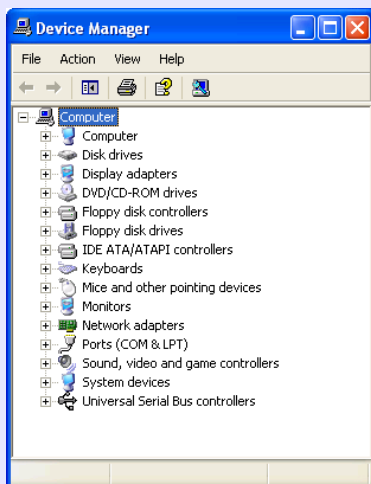 Device Manager
File Action View Help
Computer
Computer
Disk drives
Display adapters
DVD/CD-ROM drives
Floppy disk controllers
Floppy disk drives
IDE ATA/ATAPI controllers
Keyboards
Mice and other pointing devices
Monitors
Network adapters
Ports (COM & LPT)
Sound, video and game controllers
System devices
Universal Serial Bus controllers